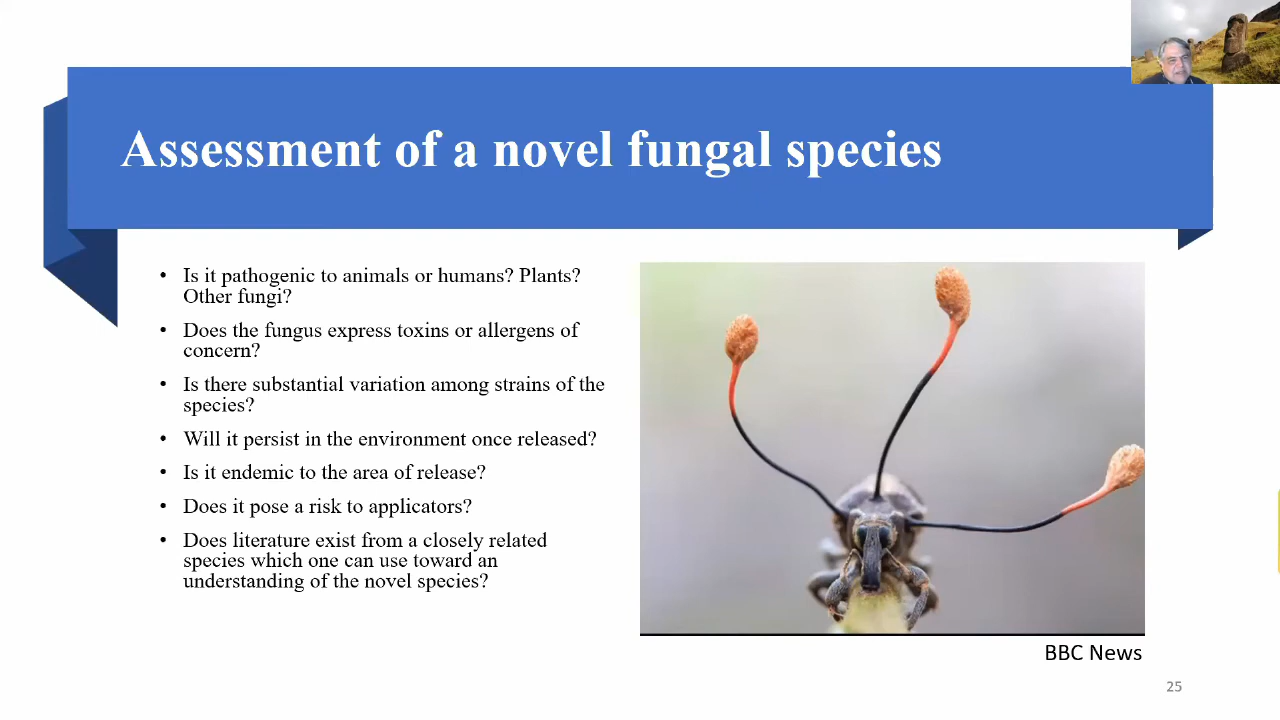 Assessment of a novel fungal species
• Is it pathogenic to animals or humans? Plants?
Other fungi?
• Does the fungus express toxins or allergens of
concern?
• Is there substantial variation among strains of the
species?
• Will it persist in the environment once released?
• Is it endemic to the area of release?
• Does it pose a risk to applicators?
• Does literature exist from a closely related
species which one can use toward an
understanding of the novel species?
BBC News
25